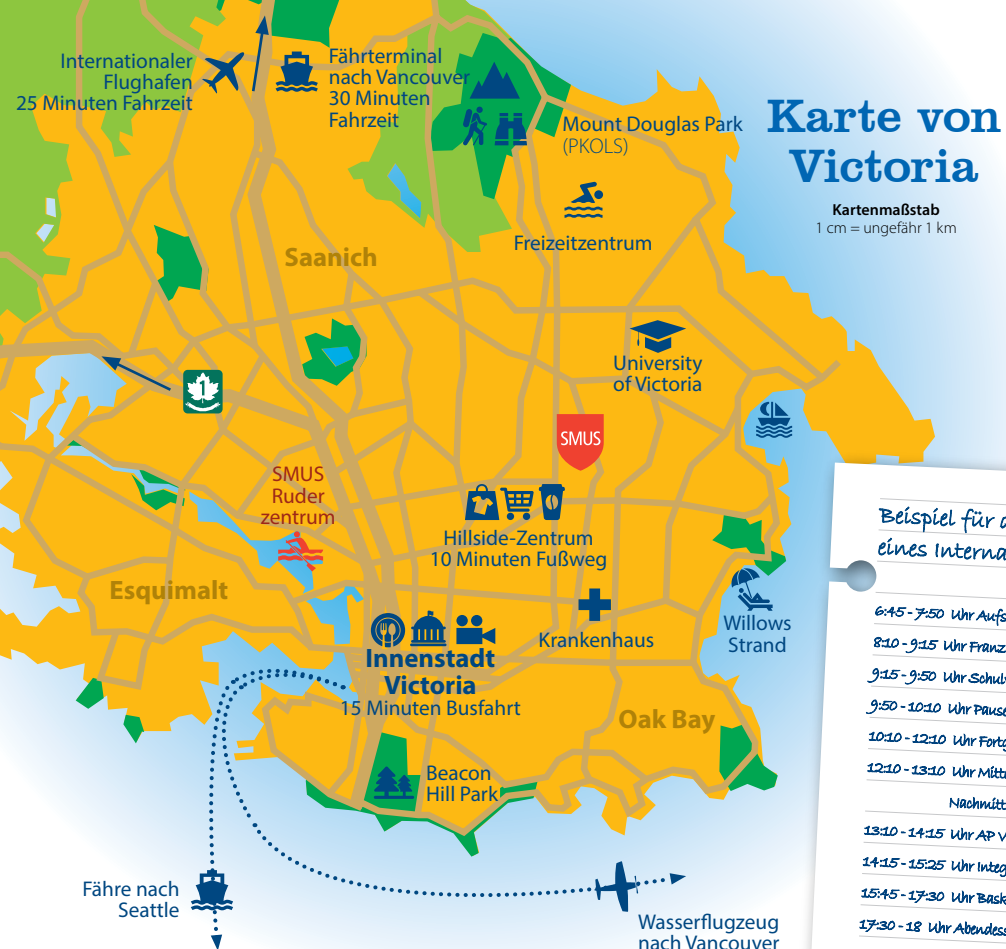 Internationaler
Flughafen
25 Minuten Fahrzeit
Fährterminal
nach Vancouver
30 Minuten
Fahrzeit
Mount Douglas Park
(PKOLS)
Karte von
Victoria
Kartenmaßstab
1 cm = ungefähr 1 km
Freizeitzentrum
Saanich
University
of Victoria
1
SMUS
SMUS
Ruder
zentrum
Hillside-Zentrum
10 Minuten Fußweg
Esquimalt
Krankenhaus
Willows
Strand
Innenstadt
Victoria
15 Minuten Busfahrt
Oak Bay
Beacon
Hill Park
Fähre nach
Seattle
Wasserflugzeug
nach Vancouver
Beispiel für
eines
6:45 - 7:50 Uhr
8:10 - 9:15 Uhr
9:15 - 9:50 Uhr
9:50 - 10:10 Uhr Pause
10:10 - 12:10 Uhr
12:10 - 13:10 Uhr
13:10 - 14:15 Uhr AP
14:15 - 15:25 Uhr
15:45 - 17:30 Uhr
17:30 - 18 Uhr